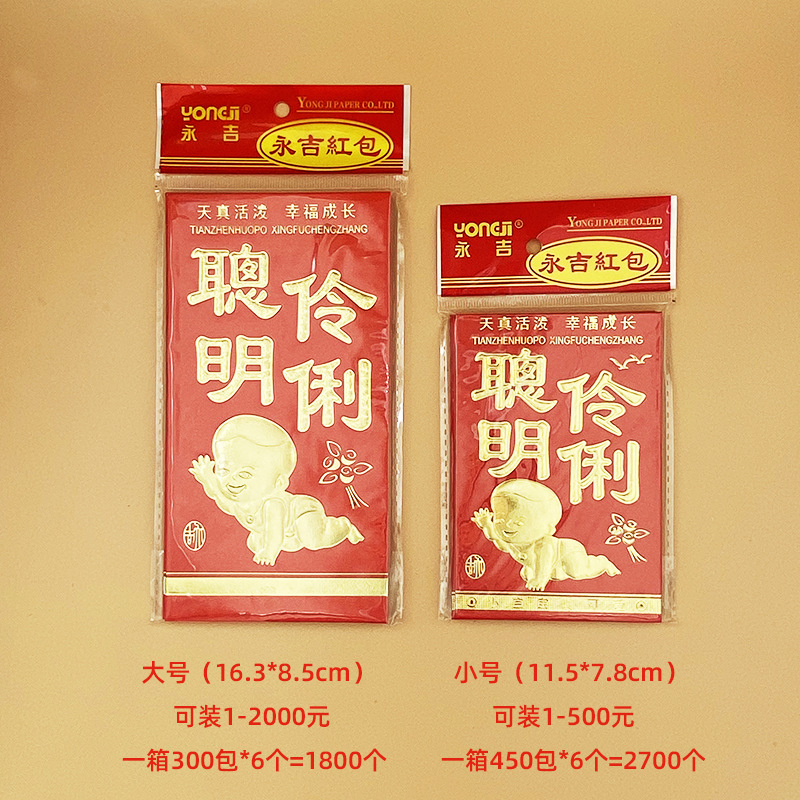 YONGJI®
永吉
YONG JI PAPER CO.,LTD
永吉紅包
天真活泼 幸福成长
TIANZHENHUOPO XINGFUCHENGZHANG
聰明
伶俐
YONGJI®
永吉
YONG JI PAPER CO.,LTD
永吉紅包
天真活泼 幸福成长
TIANZHENHUOPO XINGFUCHENGZHANG
聰明
伶俐
大号（16.3*8.5cm）
可装1-2000元
一箱300包*6个=1800个
小号（11.5*7.8cm）
可装1-500元
一箱450包*6个=2700个